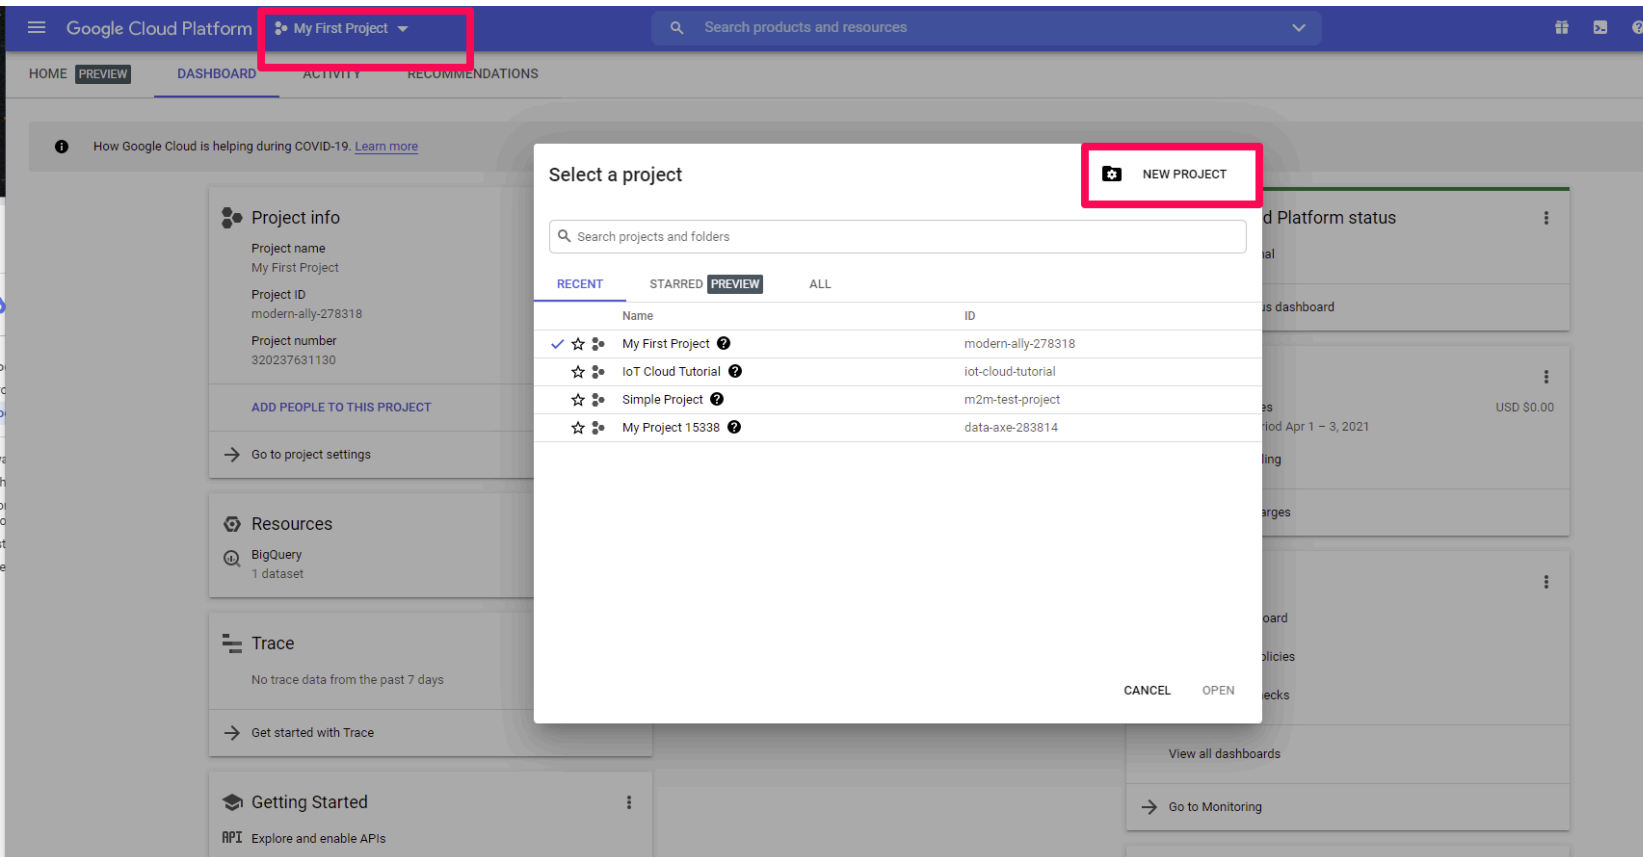 Google Cloud Platform
My First Project
Search products and resources
HOME PREVIEW DASHBOARD ACTIVITY RECOMMENDATIONS
How Google Cloud is helping during COVID-19. Learn more
Project info
Project name
My First Project
Project ID
modern-ally-278318
Project number
320237631130
ADD PEOPLE TO THIS PROJECT
Go to project settings
Resources
BigQuery
1 dataset
Trace
No trace data from the past 7 days
Get started with Trace
Getting Started
API Explore and enable APIs
Select a project
NEW PROJECT
Search projects and folders
RECENT STARRED PREVIEW ALL
Name ID
My First Project modern-ally-278318
IoT Cloud Tutorial iot-cloud-tutorial
Simple Project m2m-test-project
My Project 15338 data-axe-283814
CANCEL OPEN
d Platform status
dashboard
USD $0.00
Apr 1 – 3, 2021
View all dashboards
Go to Monitoring